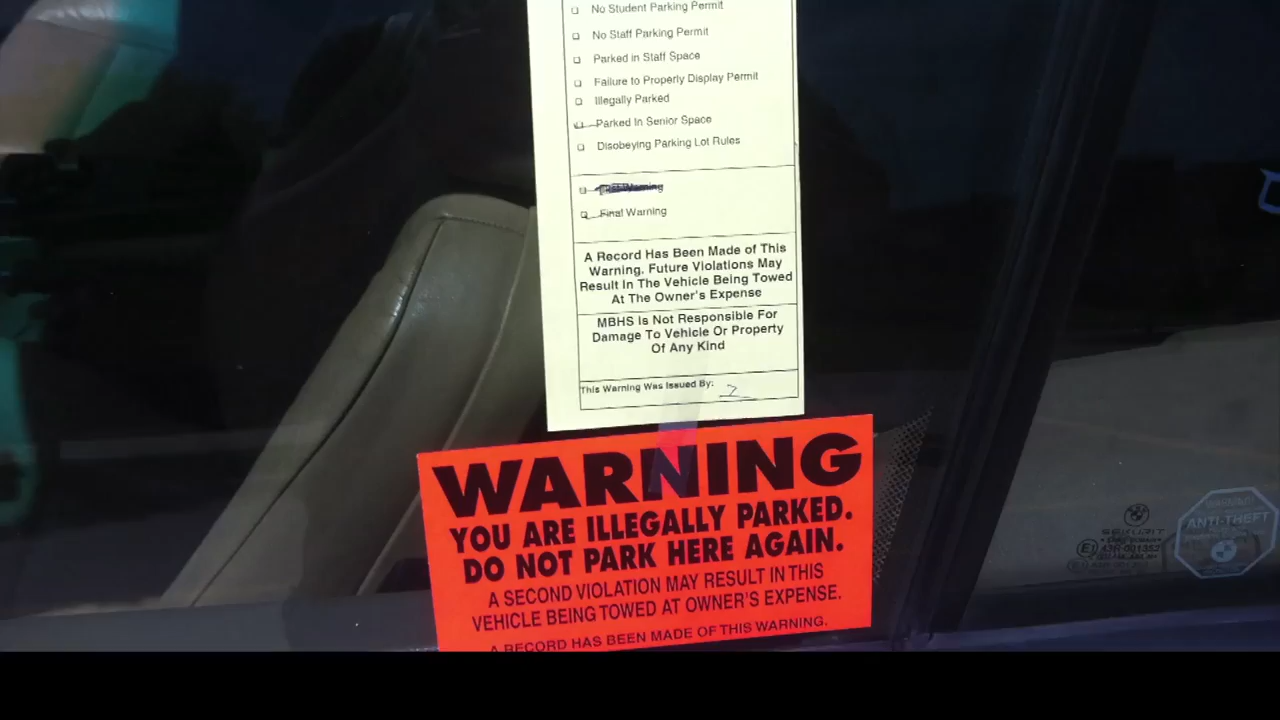 No Student Parking Permit
No Staff Parking Permit
Parked in Staff Space
Failure to Properly Display Permit
Illegally Parked
Parked In Senior Space
Disobeying Parking Lot Rules
Warning
Final Warning
A Record Has Been Made of This
Warning. Future Violations May
Result In The Vehicle Being Towed
At The Owner's Expense
MBHS Is Not Responsible For
Damage To Vehicle Or Property
Of Any Kind
This Warning Was Issued By:
WARNING
YOU ARE ILLEGALLY PARKED.
DO NOT PARK HERE AGAIN.
A SECOND VIOLATION MAY RESULT IN THIS
VEHICLE BEING TOWED AT OWNER'S EXPENSE.
A RECORD HAS BEEN MADE OF THIS WARNING.
SEKURIT
43R-001352
ANTI-THEFT